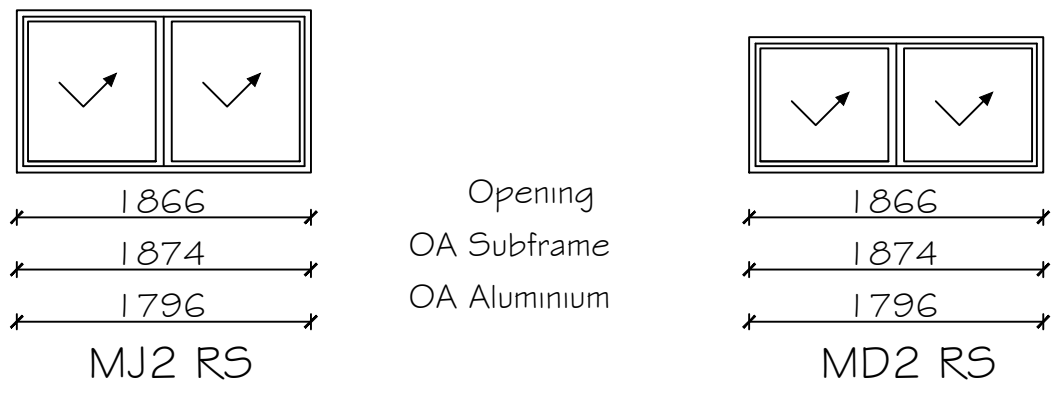 1866 Opening 1866
1874 OA Subframe 1874
1796 OA Aluminium 1796
MJ2 RS MD2 RS